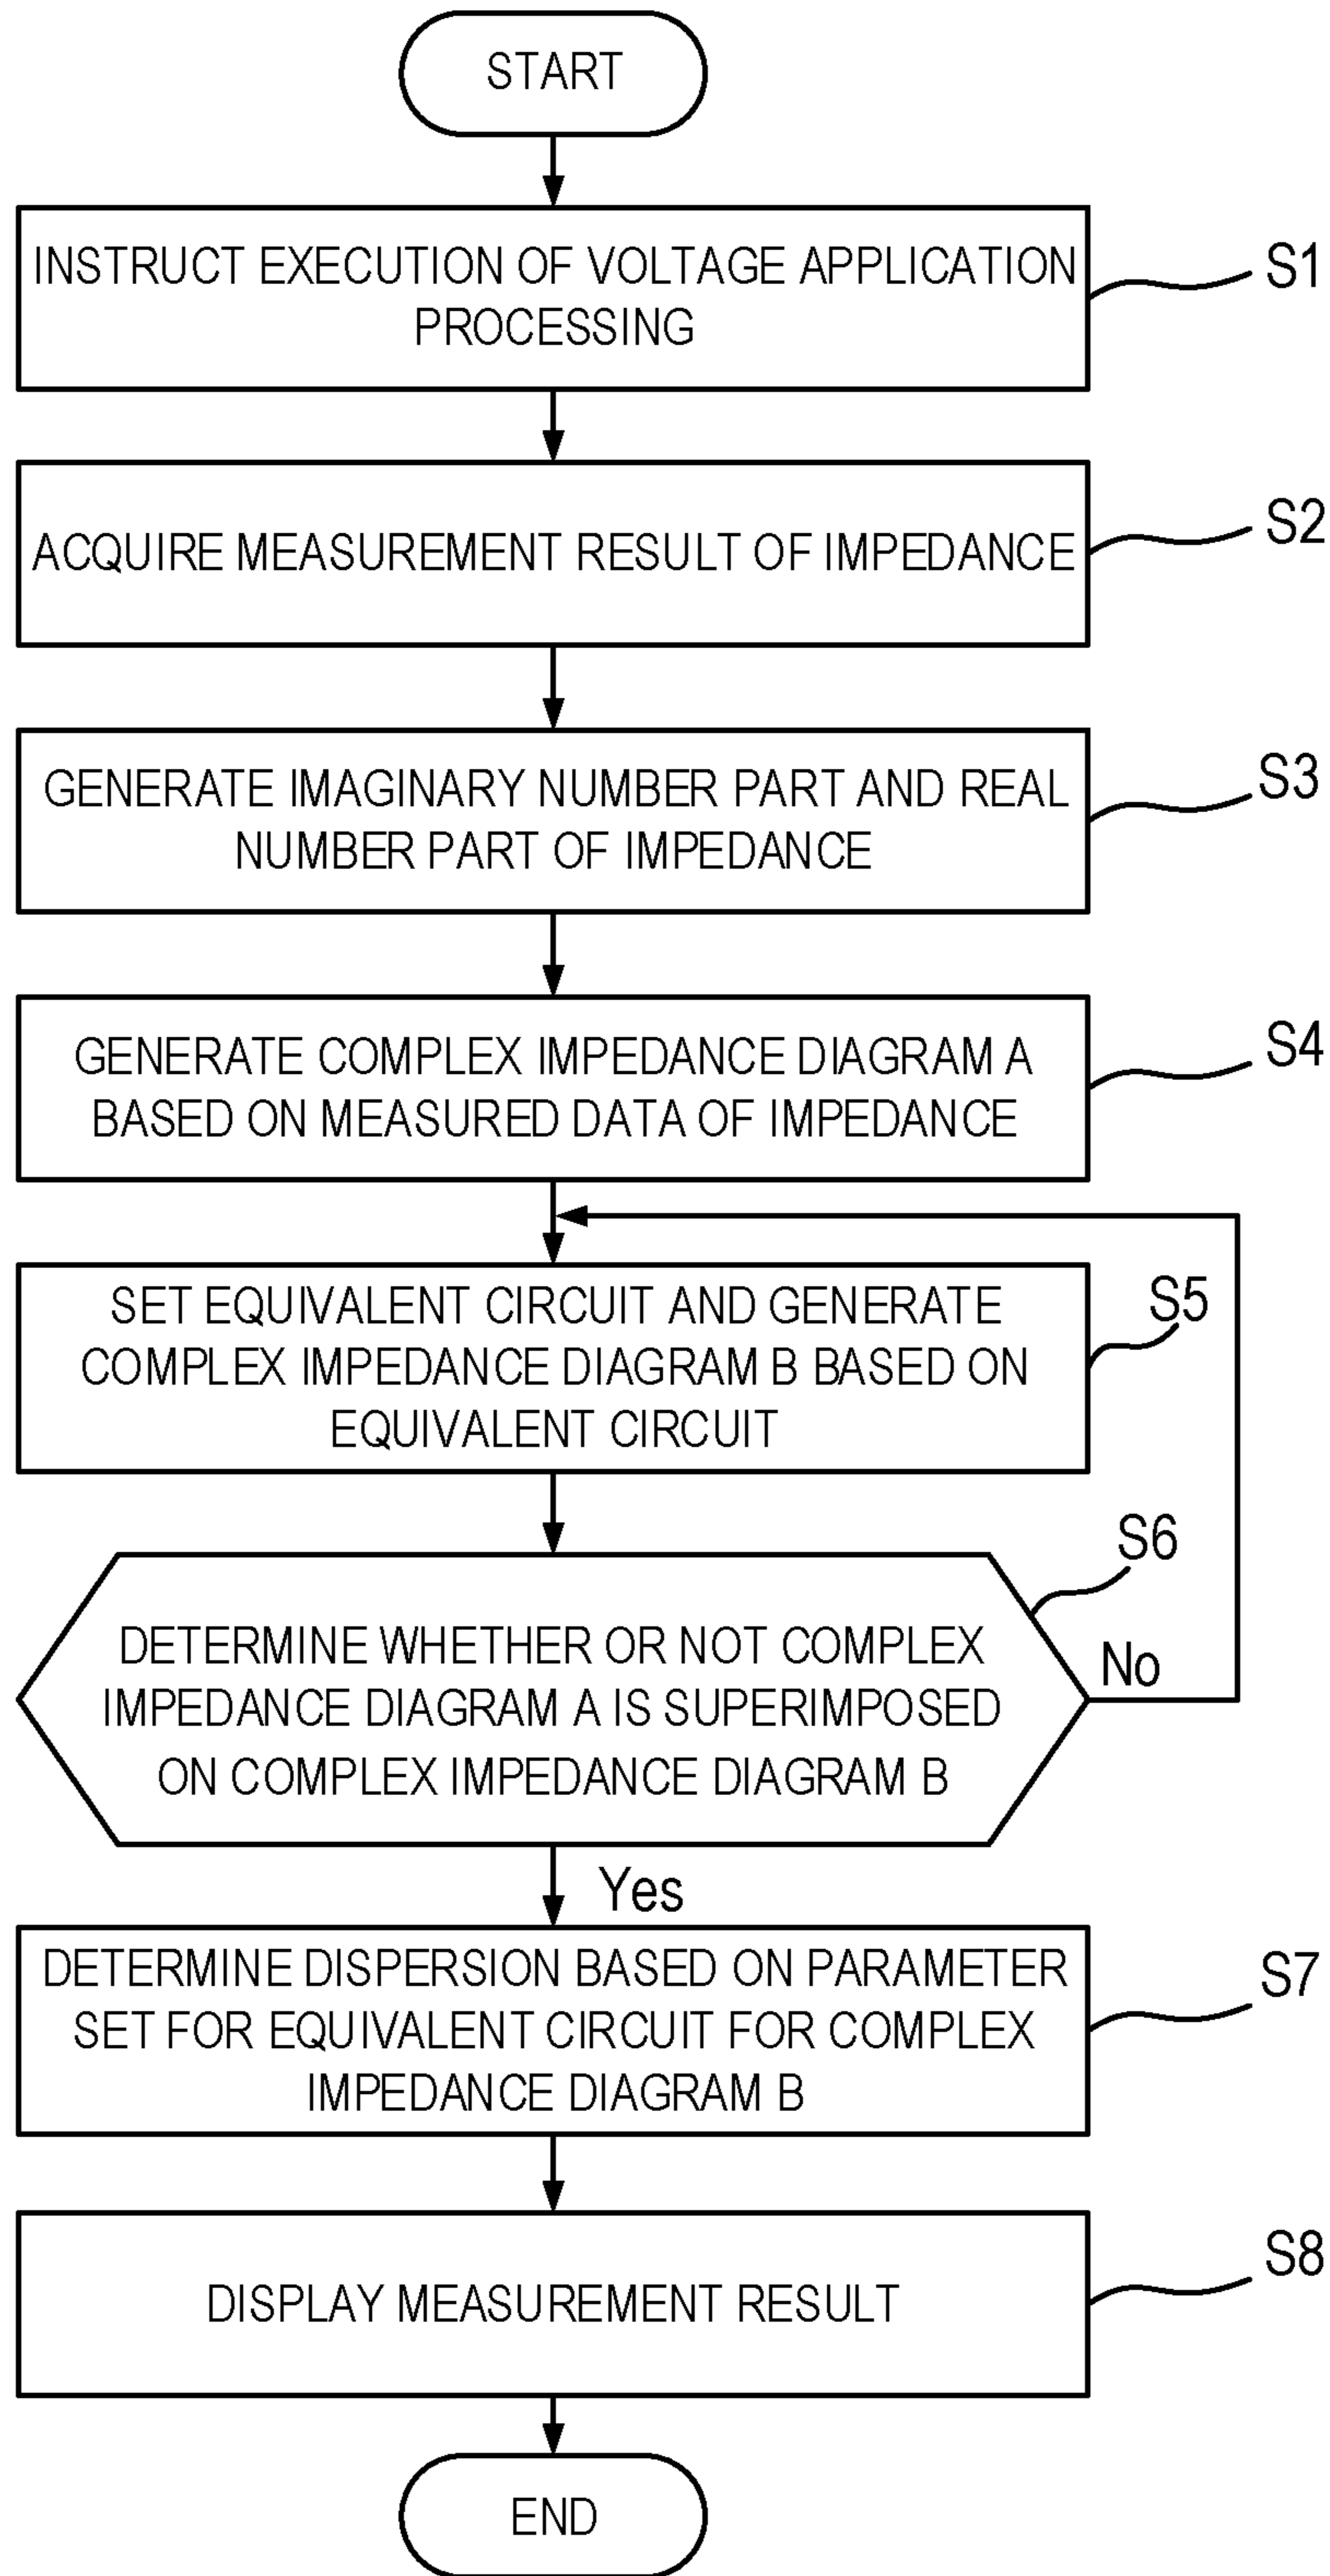 START
INSTRUCT EXECUTION OF VOLTAGE APPLICATION
PROCESSING
S1
ACQUIRE MEASUREMENT RESULT OF IMPEDANCE
S2
GENERATE IMAGINARY NUMBER PART AND REAL
NUMBER PART OF IMPEDANCE
S3
GENERATE COMPLEX IMPEDANCE DIAGRAM A
BASED ON MEASURED DATA OF IMPEDANCE
S4
SET EQUIVALENT CIRCUIT AND GENERATE
COMPLEX IMPEDANCE DIAGRAM B BASED ON
EQUIVALENT CIRCUIT
S5
DETERMINE WHETHER OR NOT COMPLEX
IMPEDANCE DIAGRAM A IS SUPERIMPOSED
ON COMPLEX IMPEDANCE DIAGRAM B
S6
No
Yes
DETERMINE DISPERSION BASED ON PARAMETER
SET FOR EQUIVALENT CIRCUIT FOR COMPLEX
IMPEDANCE DIAGRAM B
S7
DISPLAY MEASUREMENT RESULT
S8
END